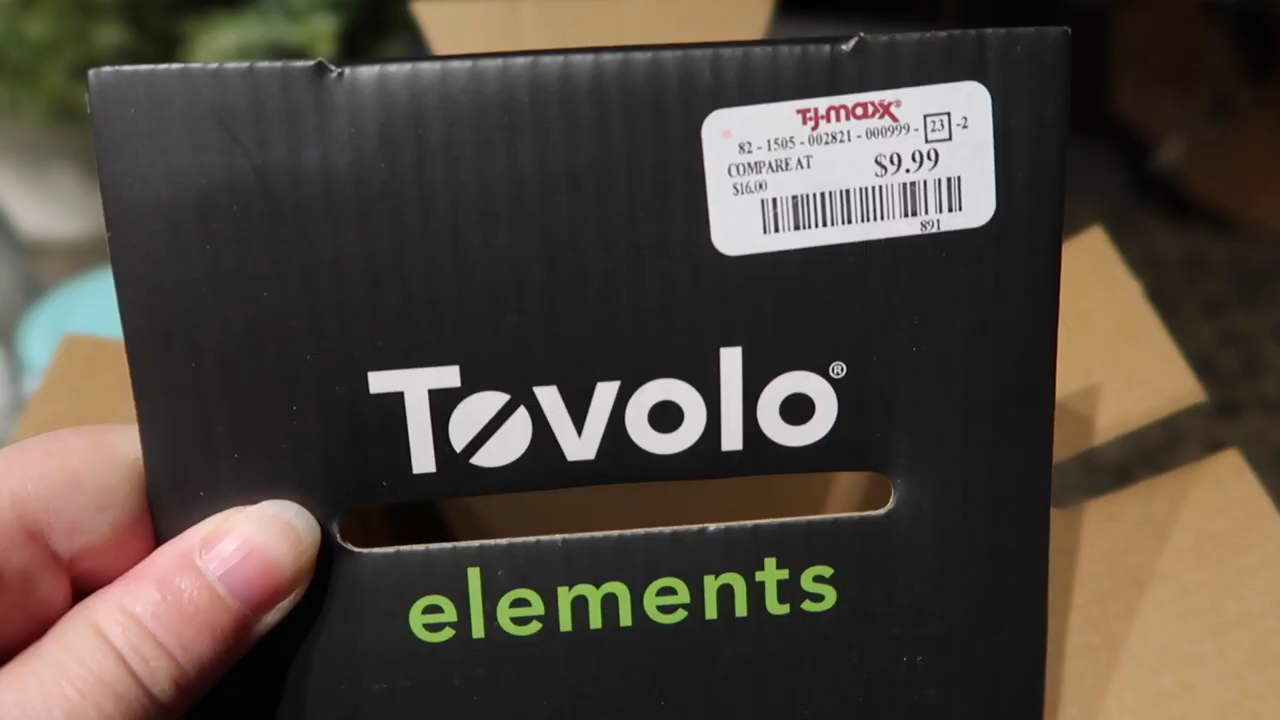 T·J·maxx®
82 - 1505 - 002821 - 000999 - 23 -2
COMPARE AT $9.99
$16.00
891
Tovolo®
elements